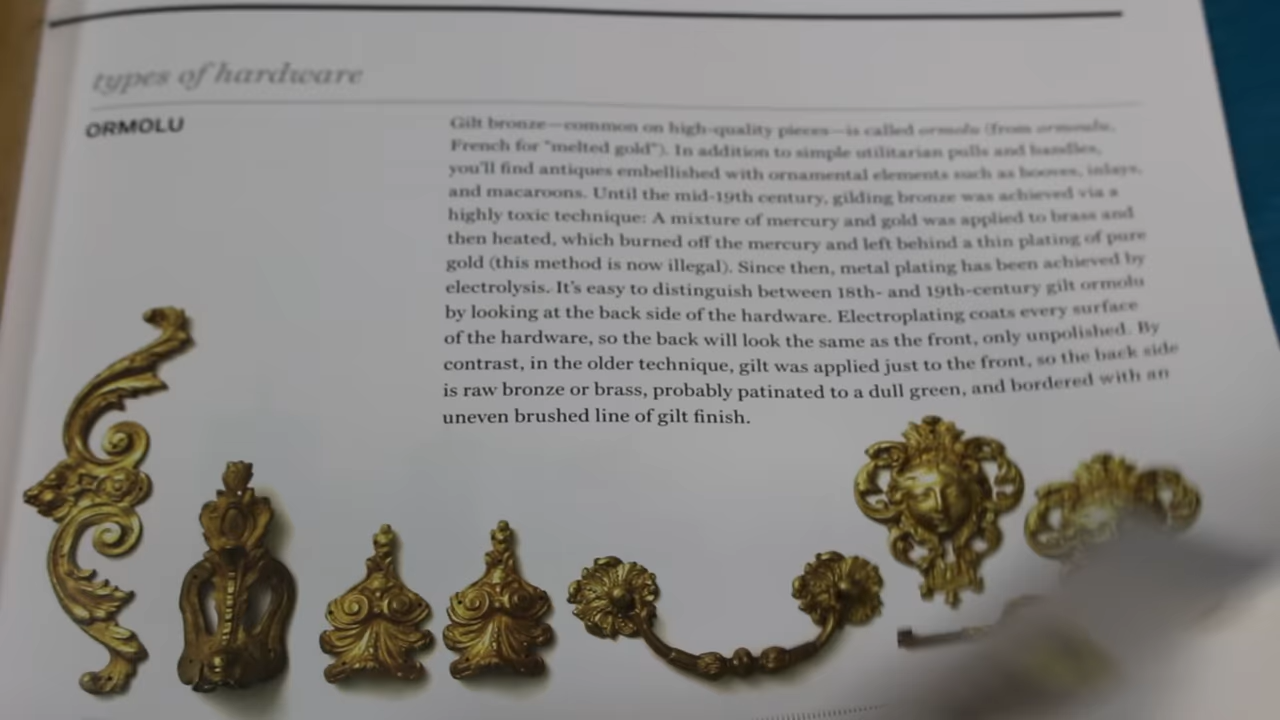 types of hardware
ORMOLU
Gilt bronze—common on high-quality pieces—is called ormolu (from ormoulu,
French for "melted gold"). In addition to simple utilitarian pulls and handles,
you'll find antiques embellished with ornamental elements such as hooves, inlays,
and macaroons. Until the mid-19th century, gilding bronze was achieved via a
highly toxic technique: A mixture of mercury and gold was applied to brass and
then heated, which burned off the mercury and left behind a thin plating of pure
gold (this method is now illegal). Since then, metal plating has been achieved by
electrolysis. It's easy to distinguish between 18th- and 19th-century gilt ormolu
by looking at the back side of the hardware. Electroplating coats every surface
of the hardware, so the back will look the same as the front, only unpolished. By
contrast, in the older technique, gilt was applied just to the front, so the back side
is raw bronze or brass, probably patinated to a dull green, and bordered with an
uneven brushed line of gilt finish.